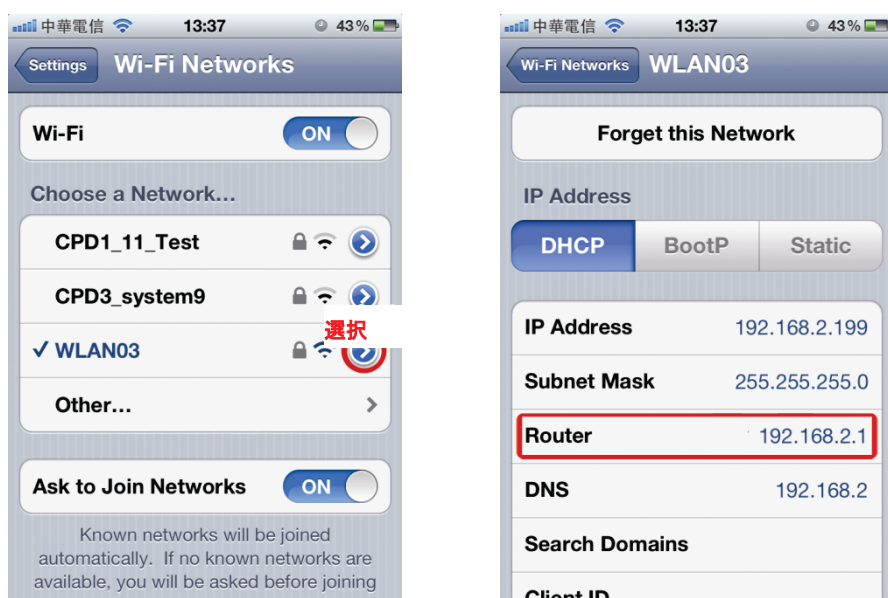 中華電信 13:37 43%
Settings Wi-Fi Networks
Wi-Fi ON
Choose a Network...
CPD1_11_Test
CPD3_system9
選択
✓ WLAN03
Other...
Ask to Join Networks ON
Known networks will be joined
automatically. If no known networks are
available, you will be asked before joining
中華電信 13:37 43%
Wi-Fi Networks WLAN03
Forget this Network
IP Address
DHCP BootP Static
IP Address 192.168.2.199
Subnet Mask 255.255.255.0
Router 192.168.2.1
DNS 192.168.2
Search Domains
Client ID